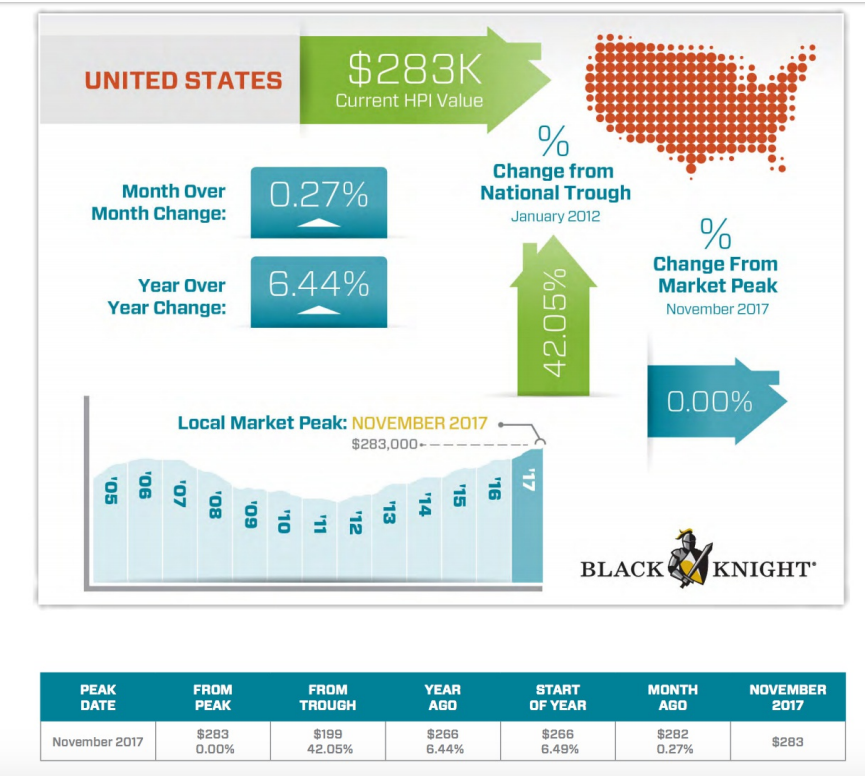 UNITED STATES
$283K
Current HPI Value
%
Change from
National Trough
January 2012
42.05%
Month Over
Month Change:
0.27%
Year Over
Year Change:
6.44%
%
Change From
Market Peak
November 2017
0.00%
Local Market Peak: NOVEMBER 2017
$283,000
'05
'06
'07
'08
'09
'10
'11
'12
'13
'14
'15
'16
'17
BLACK KNIGHT®
PEAK
DATE
FROM
PEAK
FROM
TROUGH
YEAR
AGO
START
OF YEAR
MONTH
AGO
NOVEMBER
2017
November 2017
$283
0.00%
$199
42.05%
$266
6.44%
$266
6.49%
$282
0.27%
$283